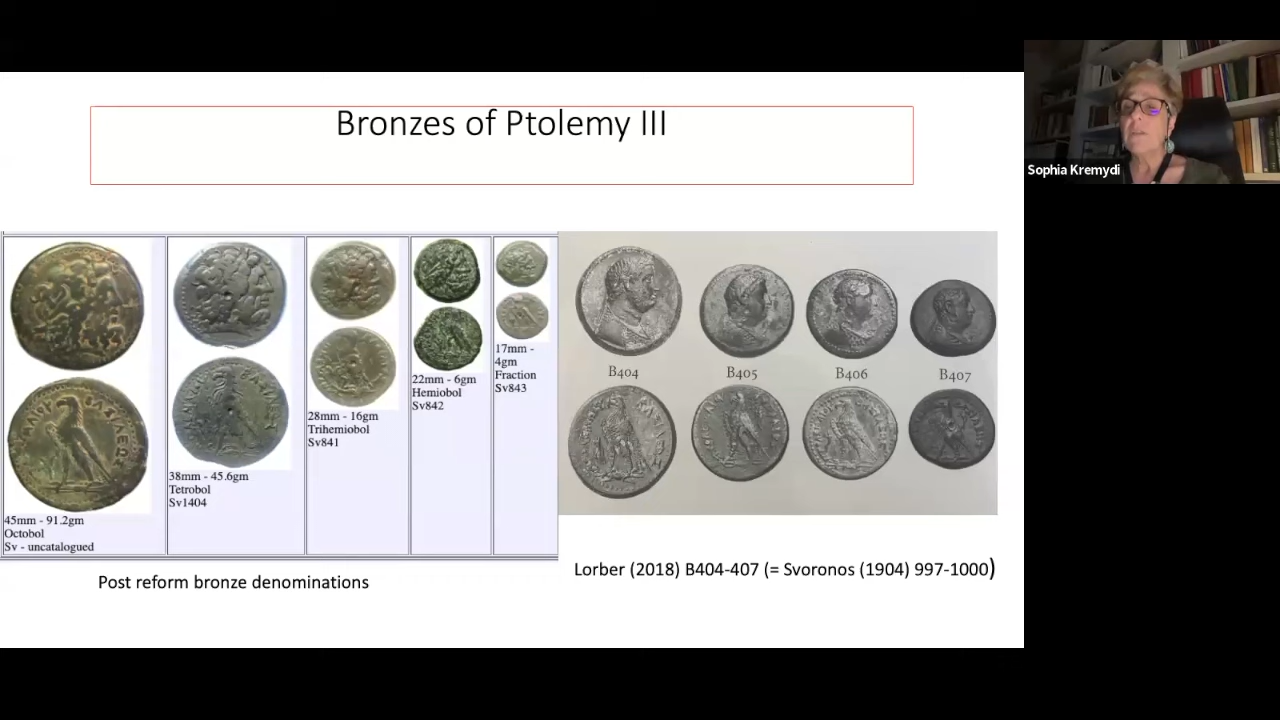 Bronzes of Ptolemy III
Sophia Kremydi
45mm - 91.2gm
Octobol
Sv - uncatalogued
38mm - 45.6gm
Tetrobol
Sv1404
28mm - 16gm
Trihemiobol
Sv841
22mm - 6gm
Hemiobol
Sv842
17mm -
4gm
Fraction
Sv843
B404
B405
B406
B407
Post reform bronze denominations
Lorber (2018) B404-407 (= Svoronos (1904) 997-1000)